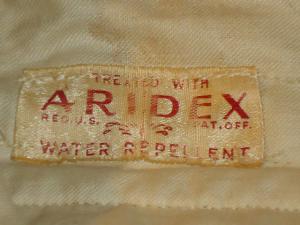 TREATED WITH
ARIDEX
REG.U.S. PAT.OFF.
WATER REPELLENT